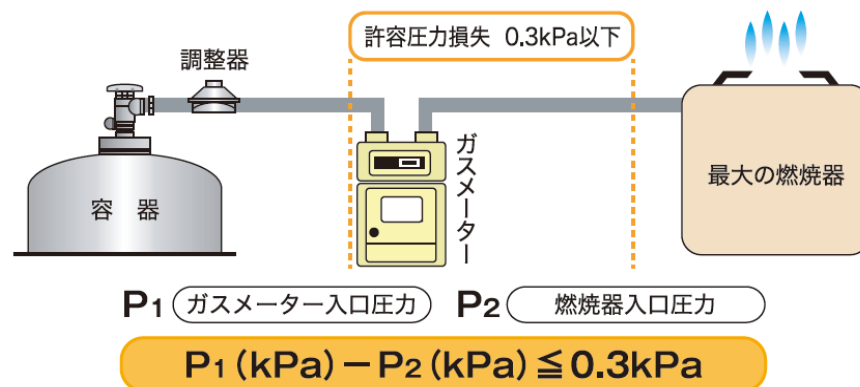 許容圧力損失 0.3kPa以下
調整器
ガスメーター
容 器
最大の燃焼器
P1 ガスメーター入口圧力 P2 燃焼器入口圧力
P1(kPa)－P2(kPa)≦0.3kPa